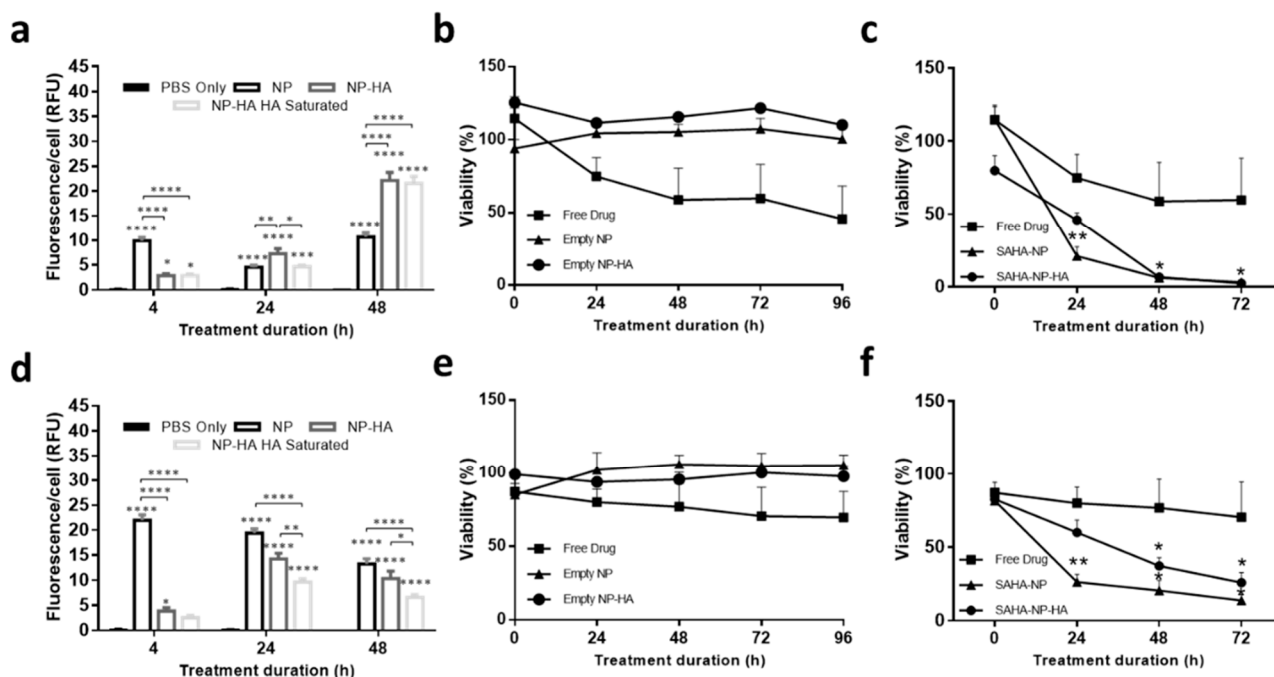 a
Fluorescence/cell (RFU)
45
40
35
30
25
20
15
10
5
0
PBS Only NP NP-HA
NP-HA HA Saturated
****
****
****
*
*
**
*
****
****
***
****
****
****
****
****
4 24 48
Treatment duration (h)
b
Viability (%)
150
100
50
0
Free Drug
Empty NP
Empty NP-HA
0 24 48 72 96
Treatment duration (h)
c
Viability (%)
150
100
50
0
Free Drug
SAHA-NP
SAHA-NP-HA
**
*
*
0 24 48 72
Treatment duration (h)
d
Fluorescence/cell (RFU)
45
40
35
30
25
20
15
10
5
0
PBS Only NP NP-HA
NP-HA HA Saturated
****
****
****
*
****
****
**
****
****
****
*
****
****
****
4 24 48
Treatment duration (h)
e
Viability (%)
150
100
50
0
Free Drug
Empty NP
Empty NP-HA
0 24 48 72 96
Treatment duration (h)
f
Viability (%)
150
100
50
0
Free Drug
SAHA-NP
SAHA-NP-HA
**
*
*
*
*
0 24 48 72
Treatment duration (h)